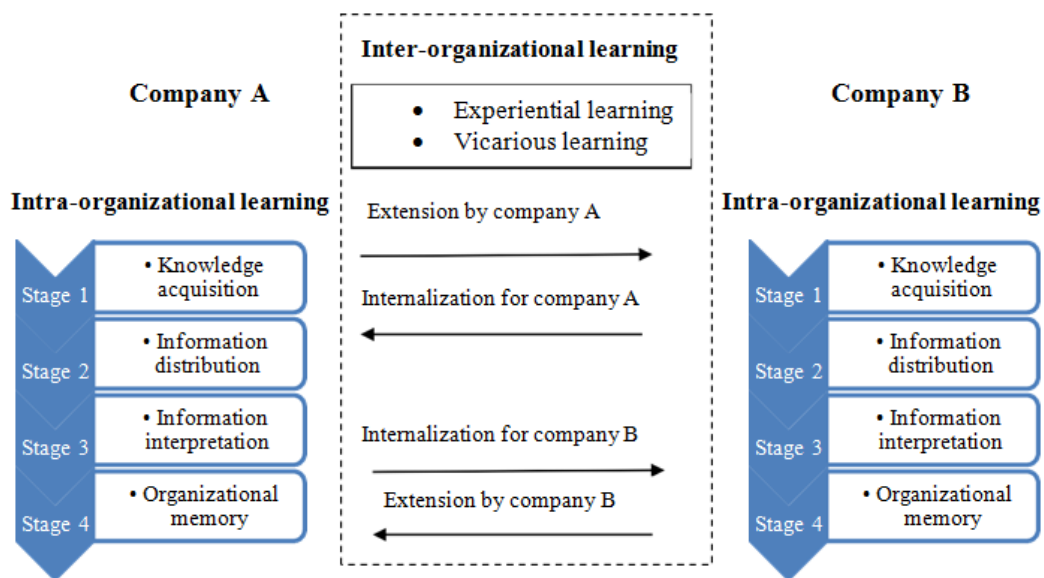 Company A
Intra-organizational learning
Stage 1
• Knowledge
acquisition
Stage 2
• Information
distribution
Stage 3
• Information
interpretation
Stage 4
• Organizational
memory
Inter-organizational learning
• Experiential learning
• Vicarious learning
Extension by company A
Internalization for company A
Internalization for company B
Extension by company B
Company B
Intra-organizational learning
Stage 1
• Knowledge
acquisition
Stage 2
• Information
distribution
Stage 3
• Information
interpretation
Stage 4
• Organizational
memory